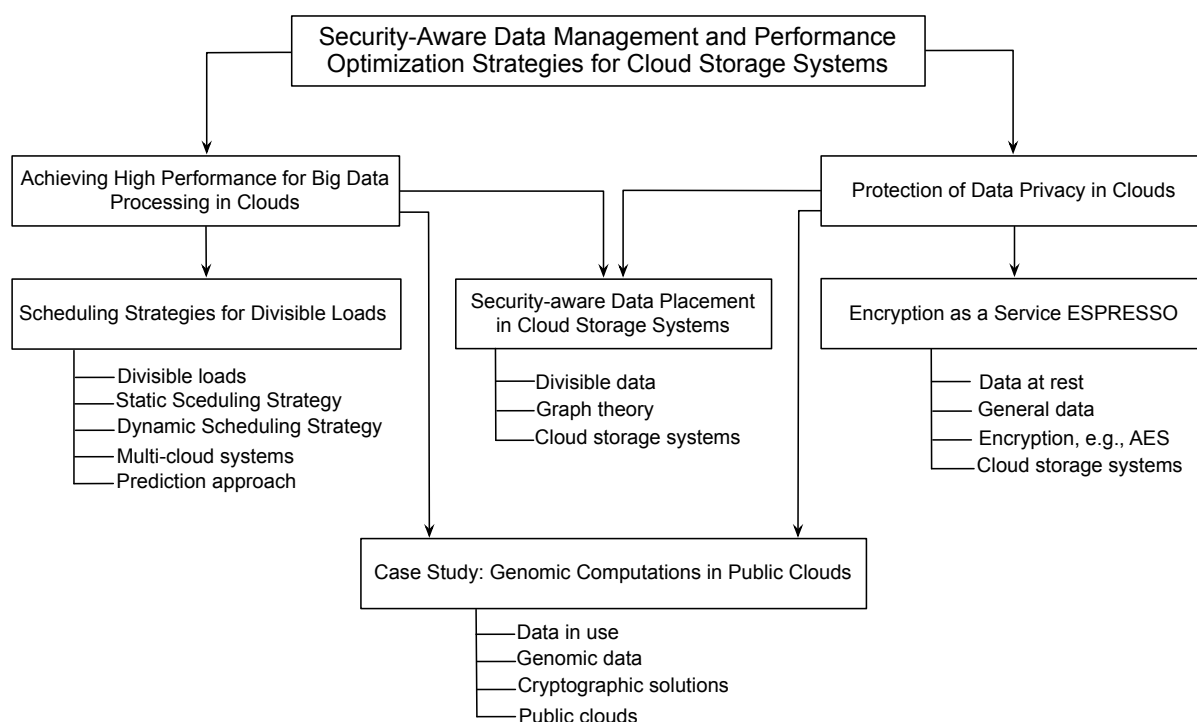 Security-Aware Data Management and Performance
Optimization Strategies for Cloud Storage Systems
Achieving High Performance for Big Data
Processing in Clouds
Protection of Data Privacy in Clouds
Scheduling Strategies for Divisible Loads
Divisible loads
Static Sceduling Strategy
Dynamic Scheduling Strategy
Multi-cloud systems
Prediction approach
Security-aware Data Placement
in Cloud Storage Systems
Divisible data
Graph theory
Cloud storage systems
Encryption as a Service ESPRESSO
Data at rest
General data
Encryption, e.g., AES
Cloud storage systems
Case Study: Genomic Computations in Public Clouds
Data in use
Genomic data
Cryptographic solutions
Public clouds